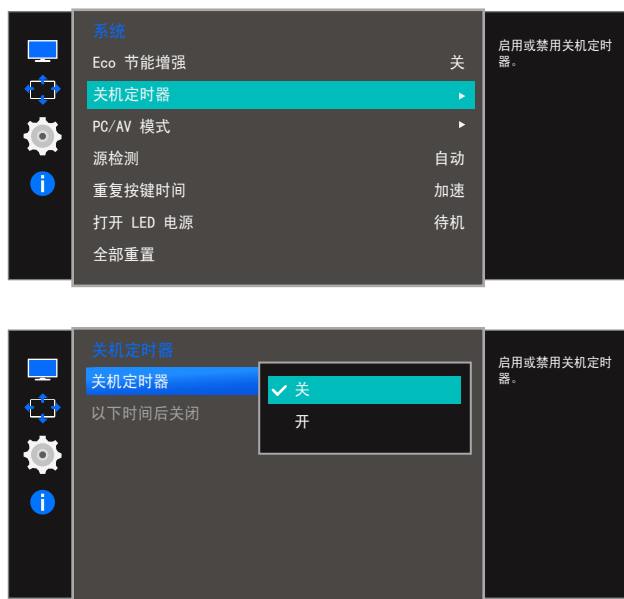 系统
Eco 节能增强 关
关机定时器
PC/AV 模式
源检测 自动
重复按键时间 加速
打开 LED 电源 待机
全部重置
启用或禁用关机定时
器。
关机定时器
关机定时器 关
以下时间后关闭 开
启用或禁用关机定时
器。